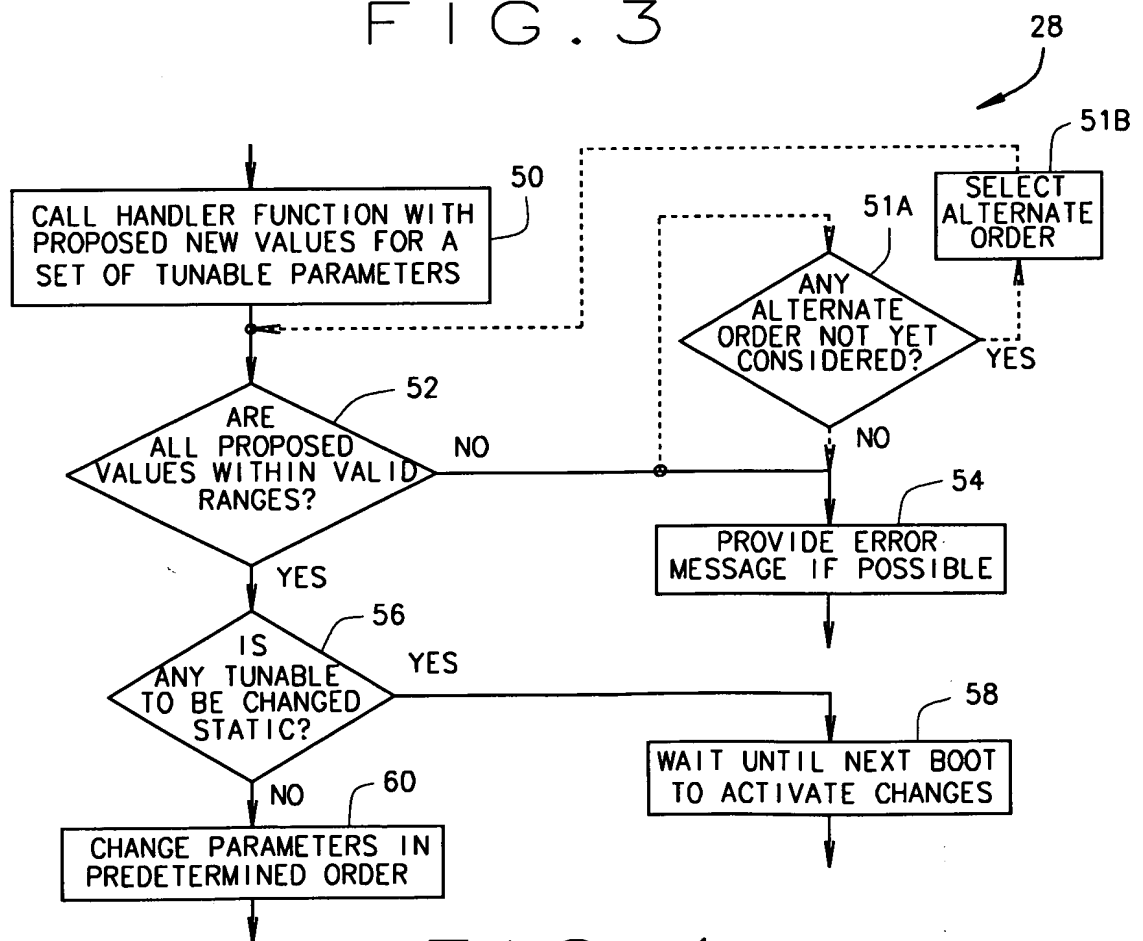 FIG. 3
28
51B
50
SELECT
ALTERNATE
ORDER
CALL HANDLER FUNCTION WITH
PROPOSED NEW VALUES FOR A
SET OF TUNABLE PARAMETERS
51A
ANY
ALTERNATE
ORDER NOT YET
CONSIDERED?
YES
52
ARE
ALL PROPOSED
VALUES WITHIN VALID
RANGES?
NO
NO
54
PROVIDE ERROR
MESSAGE IF POSSIBLE
YES
56
IS
ANY TUNABLE
TO BE CHANGED
STATIC?
YES
58
WAIT UNTIL NEXT BOOT
TO ACTIVATE CHANGES
NO
60
CHANGE PARAMETERS IN
PREDETERMINED ORDER